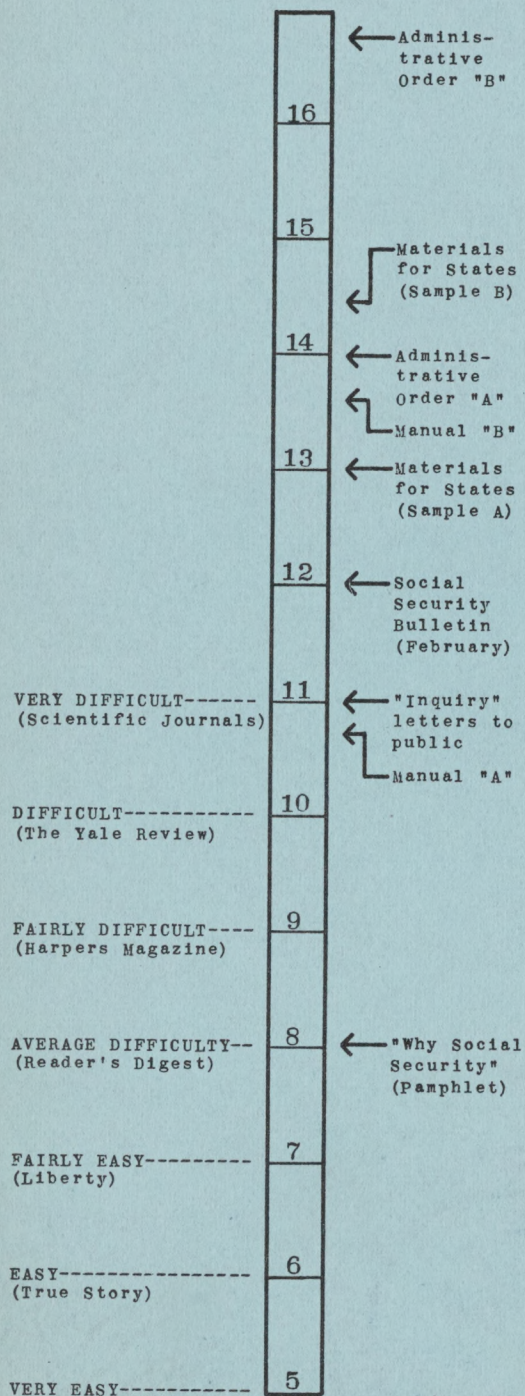 Adminis-
trative
Order "B"
16
15
Materials
for States
(Sample B)
14
Adminis-
trative
Order "A"
Manual "B"
13
Materials
for States
(Sample A)
12
Social
Security
Bulletin
(February)
VERY DIFFICULT------
(Scientific Journals)
11
"Inquiry"
letters to
public
Manual "A"
DIFFICULT-----------
(The Yale Review)
10
FAIRLY DIFFICULT----
(Harpers Magazine)
9
AVERAGE DIFFICULTY--
(Reader's Digest)
8
"Why Social
Security"
(Pamphlet)
FAIRLY EASY---------
(Liberty)
7
EASY----------------
(True Story)
6
VERY EASY-----------
5